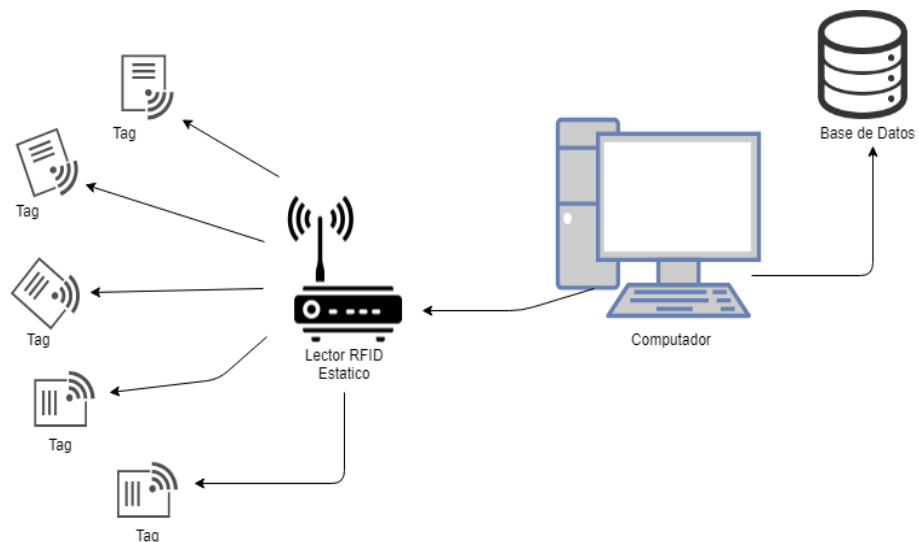 Tag
Base de Datos
Tag
Tag
Computador
Lector RFID
Estatico
Tag
Tag